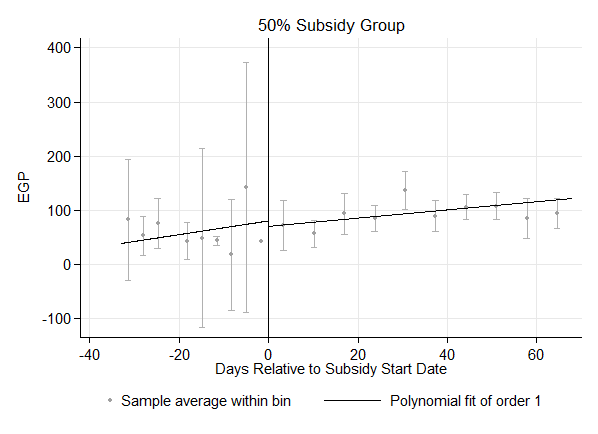 50% Subsidy Group
400
300
200
100
0
-100
EGP
-40 -20 0 20 40 60
Days Relative to Subsidy Start Date
Sample average within bin Polynomial fit of order 1